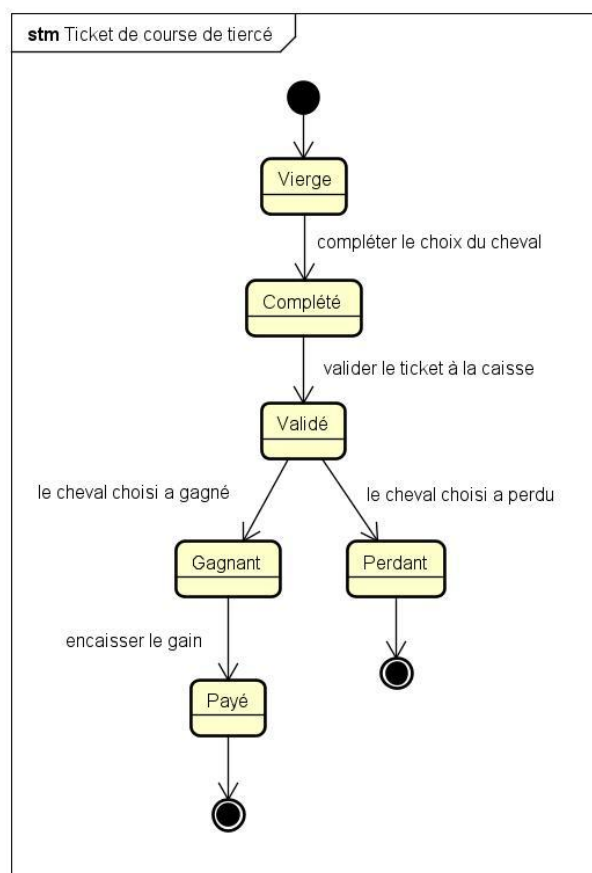 stm Ticket de course de tiercé
Vierge
compléter le choix du cheval
Complété
valider le ticket à la caisse
Validé
le cheval choisi a gagné
le cheval choisi a perdu
Gagnant
Perdant
encaisser le gain
Payé